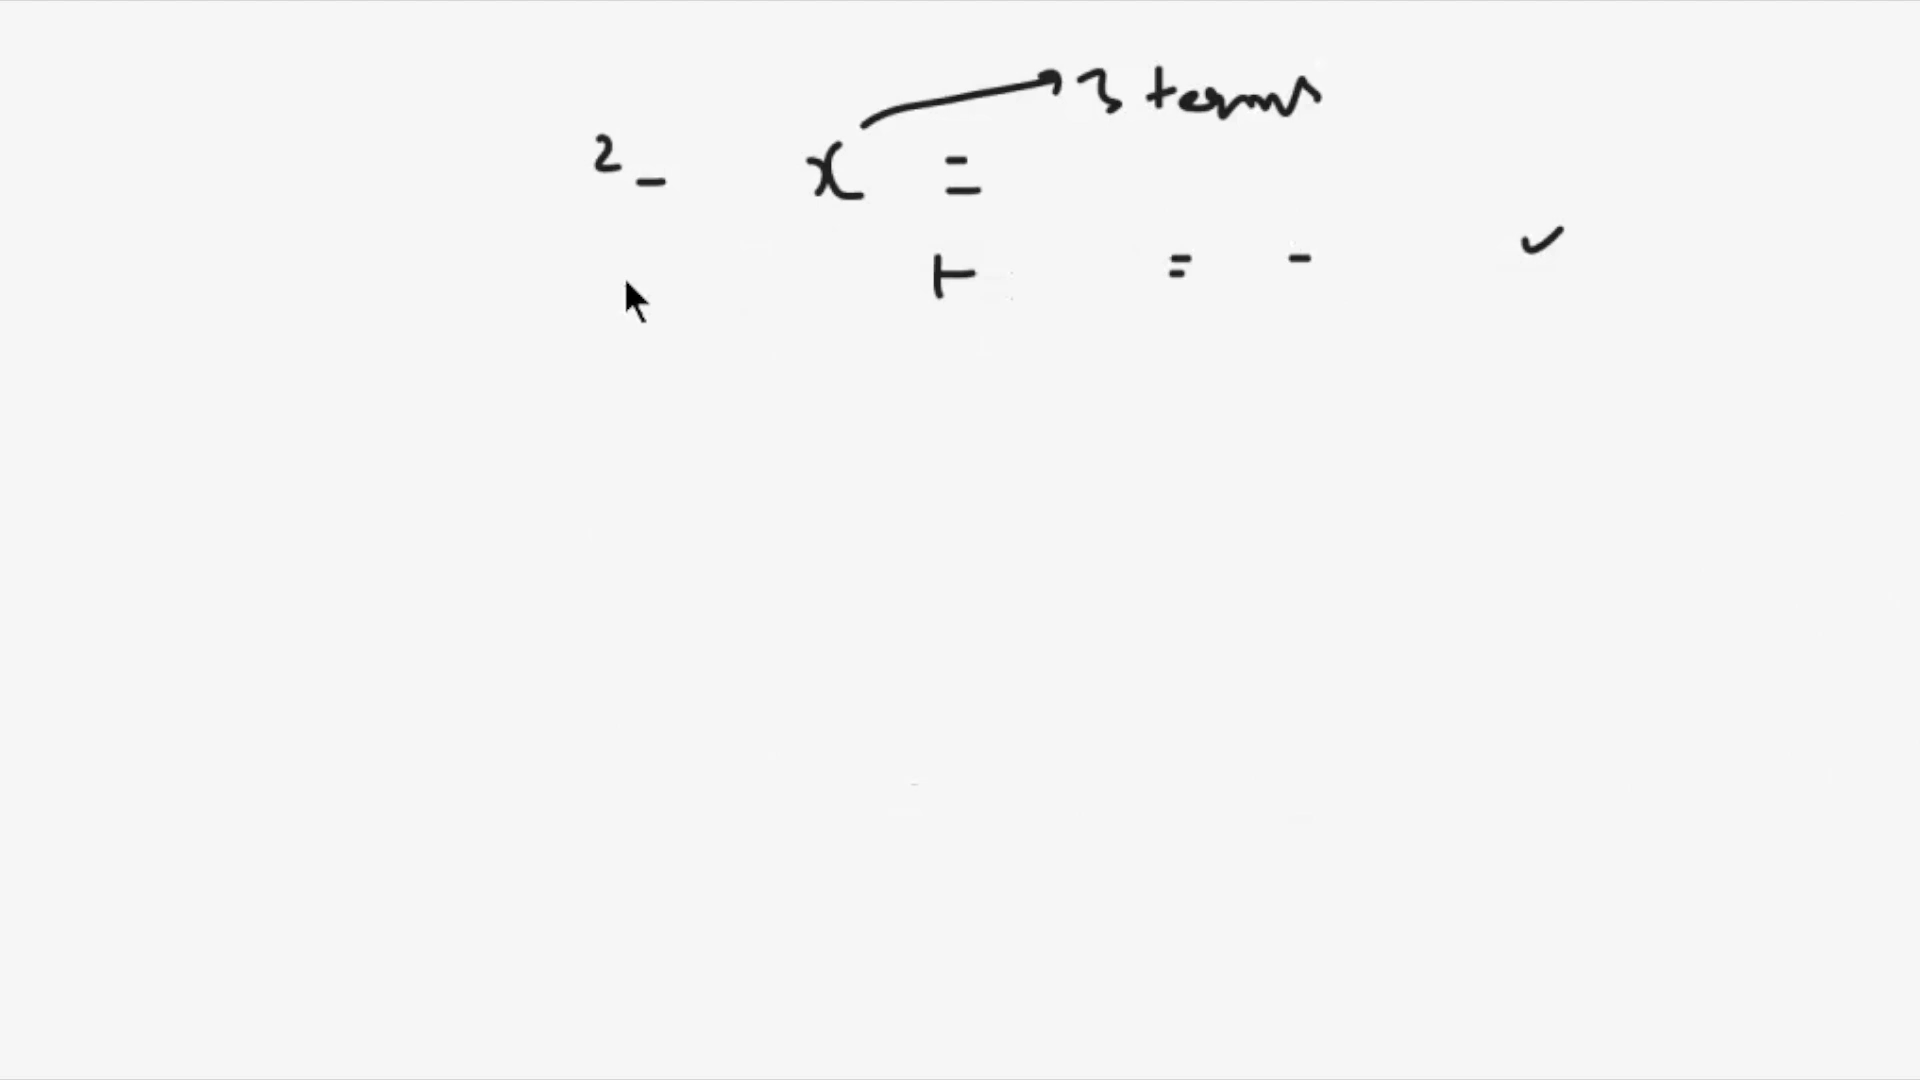 3 terms
² - x =
+ = - ✓